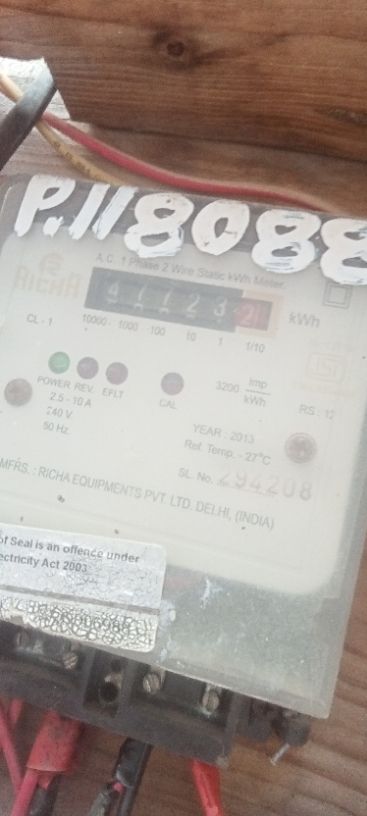 P.118088
RICHA
A.C. 1 Phase 2 Wire Static kWh Meter
kWh
CL - 1
10000 1000 100 10 1 1/10
POWER REV. EFLT
CAL
3200 Imp/kWh
RS : 12
2.5 - 10 A
240 V
50 Hz
YEARː 2013
Ref. Temp. - 27°C
SL. No. 294208
MFRS. : RICHA EQUIPMENTS PVT. LTD. DELHI, (INDIA)
of Seal is an offence under
ectricity Act 2003